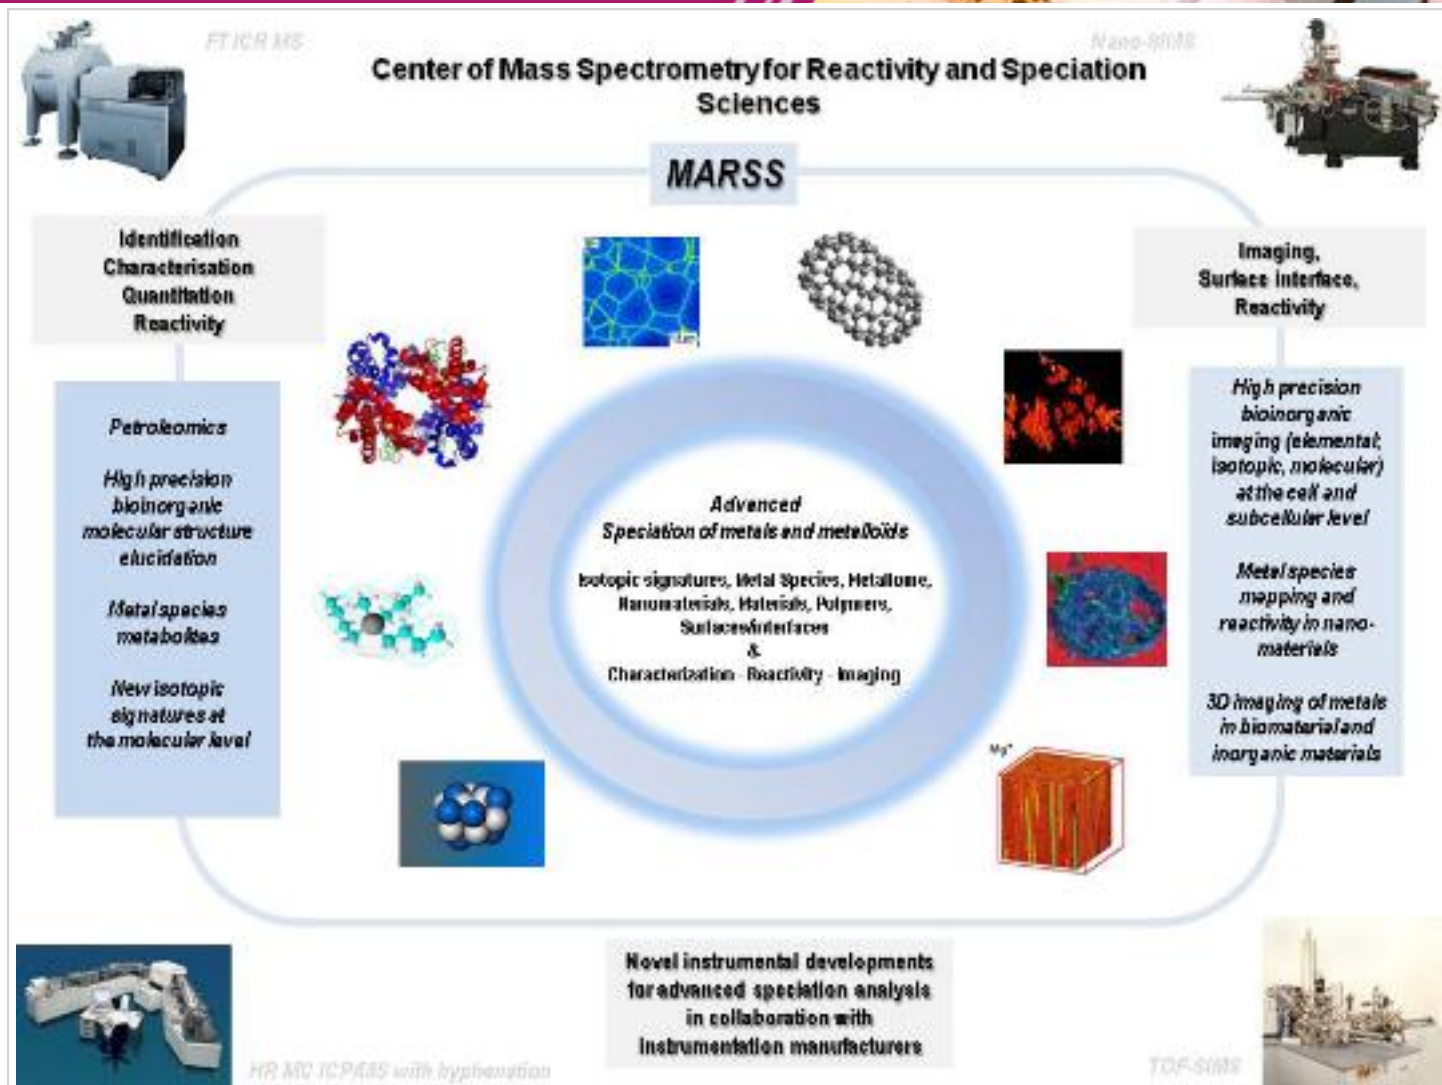 FT ICR MS
Nano-SIMS
Center of Mass Spectrometry for Reactivity and Speciation
Sciences
MARSS
Identification
Characterisation
Quantitation
Reactivity
Imaging,
Surface interface,
Reactivity
Petroleomics
High precision
bioinorganic
molecular structure
elucidation
Metal species
metabolites
New isotopic
signatures at
the molecular level
Advanced
Speciation of metals and metalloïds
Isotopic signatures, Metal Species, Metallome,
Nanomaterials, Materials, Polymers,
Surfaces/interfaces
&
Characterization - Reactivity - Imaging
High precision
bioinorganic
imaging (elemental;
isotopic, molecular)
at the cell and
subcellular level
Metal species
mapping and
reactivity in nano-
materials
3D imaging of metals
in biomaterial and
inorganic materials
Mg⁺
Novel instrumental developments
for advanced speciation analysis
in collaboration with
instrumentation manufacturers
HR MC ICP/MS with hyphenation
TOF-SIMS